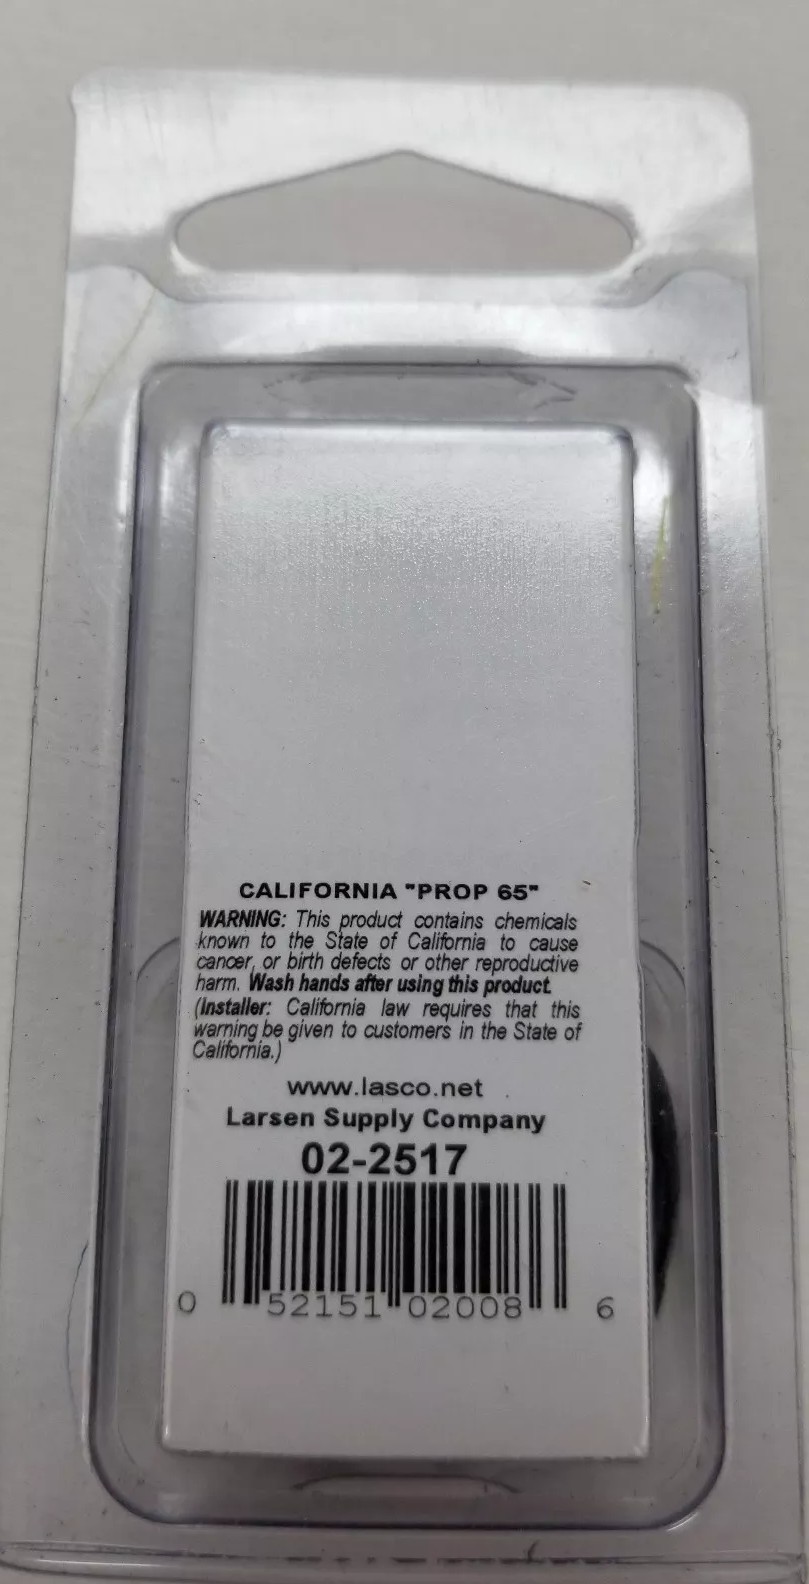 CALIFORNIA "PROP 65"
WARNING: This product contains chemicals
known to the State of California to cause
cancer, or birth defects or other reproductive
harm. Wash hands after using this product.
(Installer: California law requires that this
warning be given to customers in the State of
California.)
www.lasco.net
Larsen Supply Company
02-2517
0 52151 02008 6